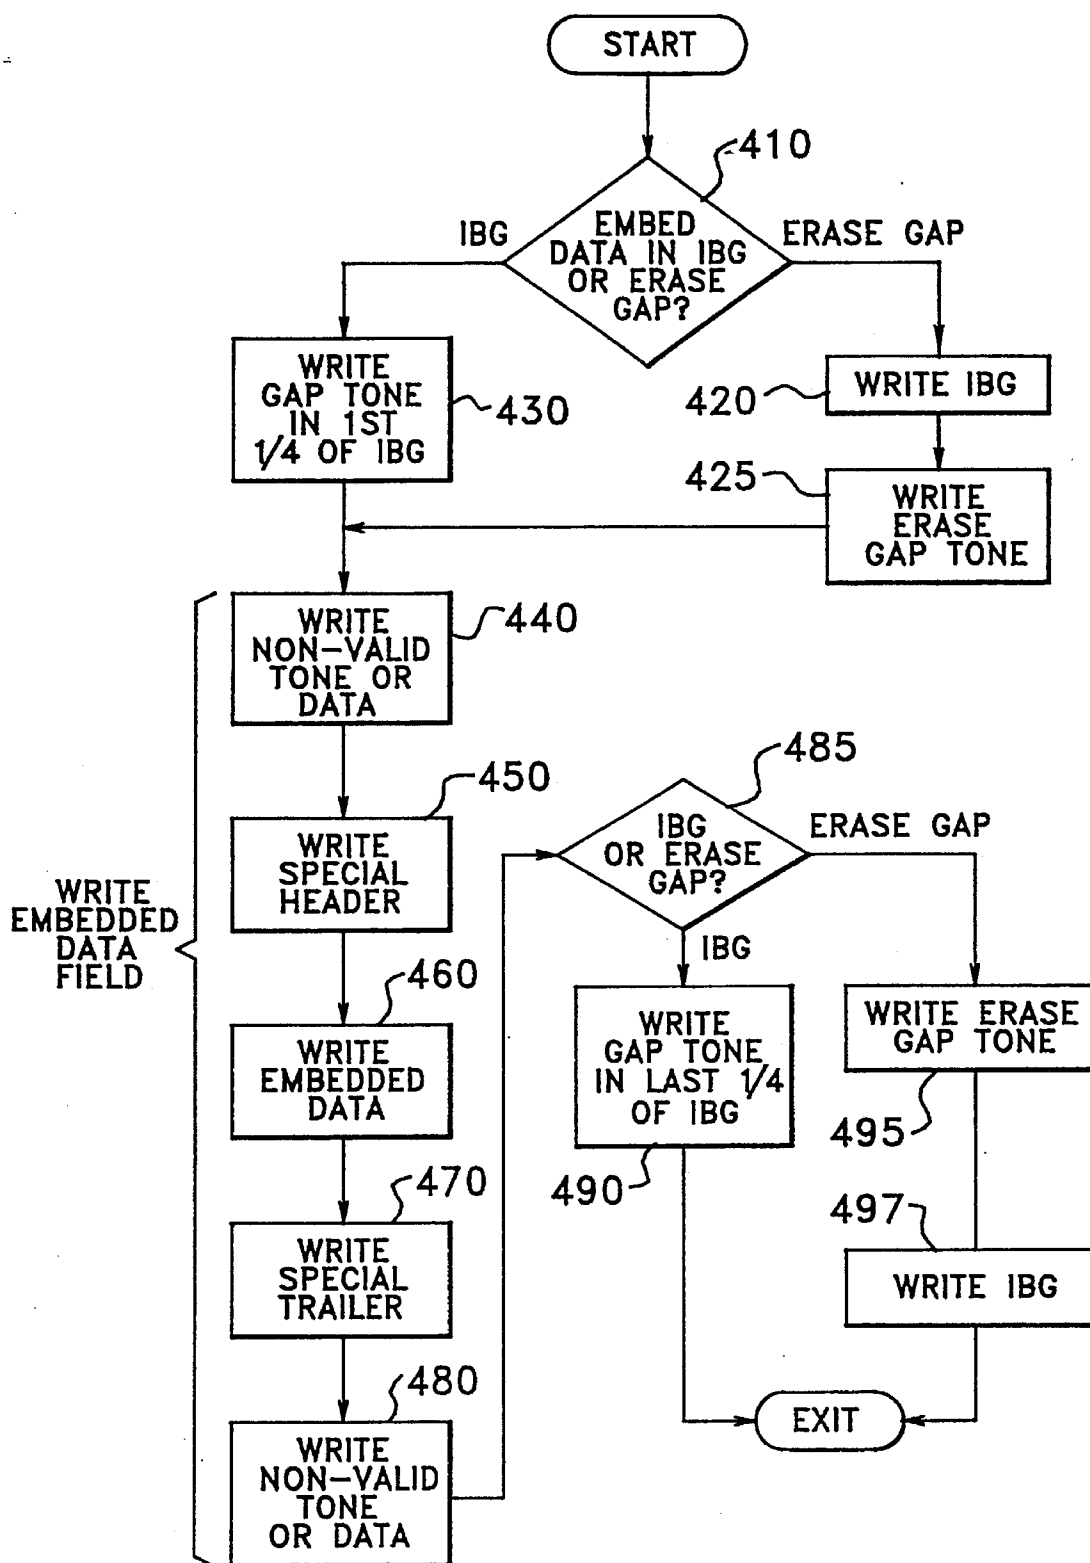 START
410
IBG
EMBED
DATA IN IBG
OR ERASE
GAP?
ERASE GAP
WRITE
GAP TONE
IN 1ST
1/4 OF IBG
430
420
WRITE IBG
425
WRITE
ERASE
GAP TONE
WRITE
NON-VALID
TONE OR
DATA
440
450
WRITE
SPECIAL
HEADER
WRITE
EMBEDDED
DATA
FIELD
460
WRITE
EMBEDDED
DATA
470
WRITE
SPECIAL
TRAILER
480
WRITE
NON-VALID
TONE
OR DATA
485
IBG
OR ERASE
GAP?
ERASE GAP
IBG
WRITE
GAP TONE
IN LAST 1/4
OF IBG
490
WRITE ERASE
GAP TONE
495
497
WRITE IBG
EXIT